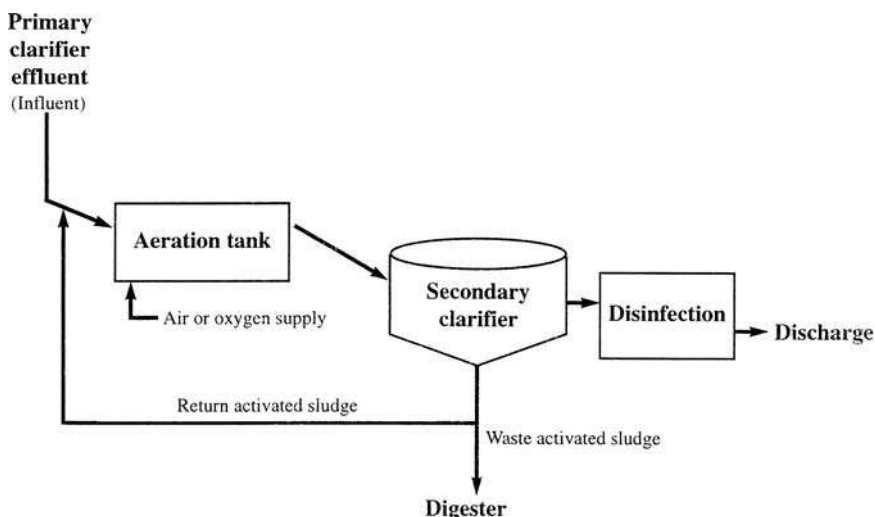 Primary
clarifier
effluent
(Influent)
Aeration tank
Air or oxygen supply
Secondary
clarifier
Disinfection
Discharge
Return activated sludge
Waste activated sludge
Digester